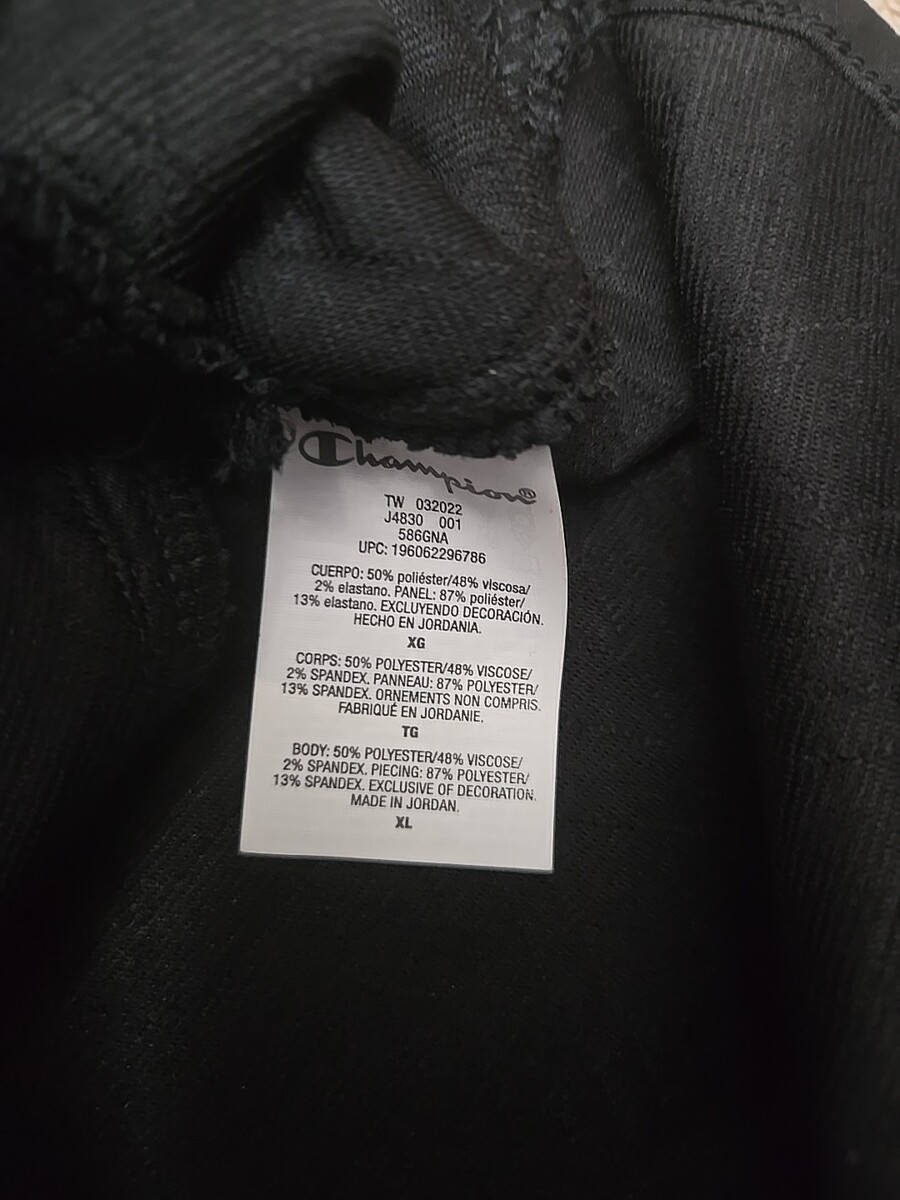 Champion®
TW 032022
J4830 001
586GNA
UPC: 196062296786
CUERPO: 50% poliéster/48% viscosa/
2% elastano. PANEL: 87% poliéster/
13% elastano. EXCLUYENDO DECORACIÓN.
HECHO EN JORDANIA.
XG
CORPS: 50% POLYESTER/48% VISCOSE/
2% SPANDEX. PANNEAU: 87% POLYESTER/
13% SPANDEX. ORNEMENTS NON COMPRIS.
FABRIQUÉ EN JORDANIE.
TG
BODY: 50% POLYESTER/48% VISCOSE/
2% SPANDEX. PIECING: 87% POLYESTER/
13% SPANDEX. EXCLUSIVE OF DECORATION.
MADE IN JORDAN.
XL